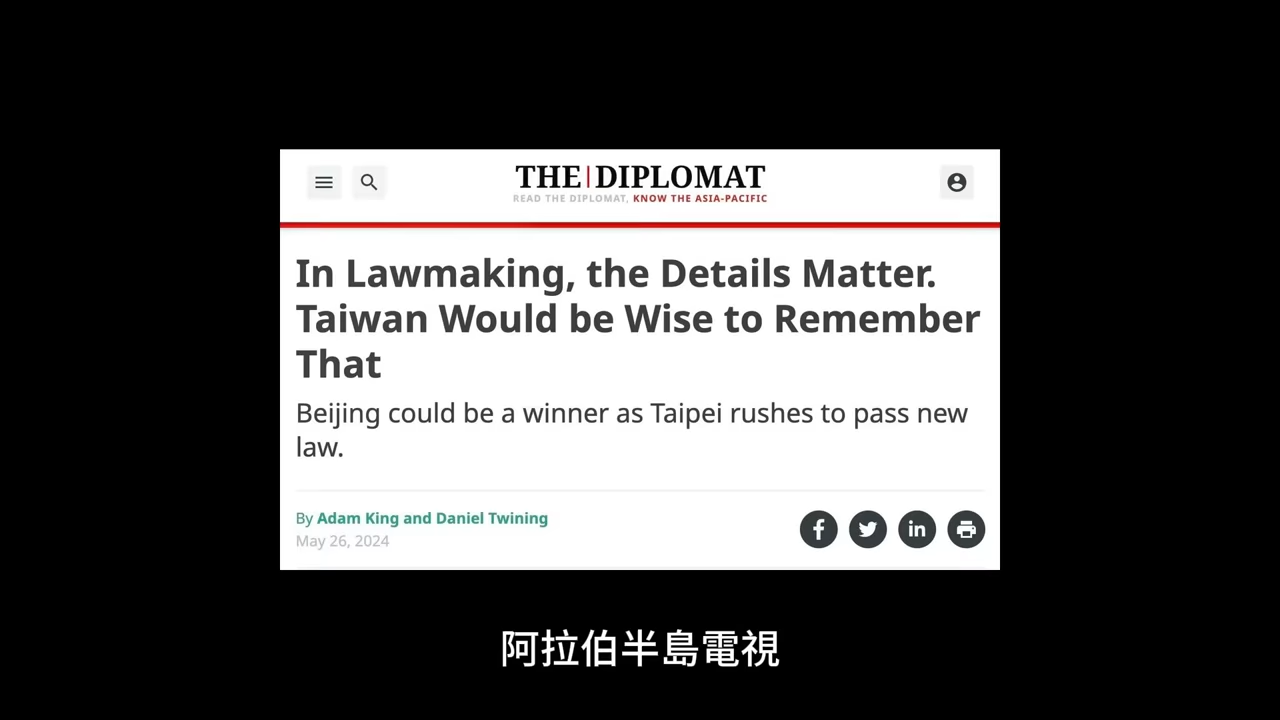 THE|DIPLOMAT
READ THE DIPLOMAT, KNOW THE ASIA-PACIFIC
In Lawmaking, the Details Matter.
Taiwan Would be Wise to Remember
That
Beijing could be a winner as Taipei rushes to pass new
law.
By Adam King and Daniel Twining
May 26, 2024
阿拉伯半島電視